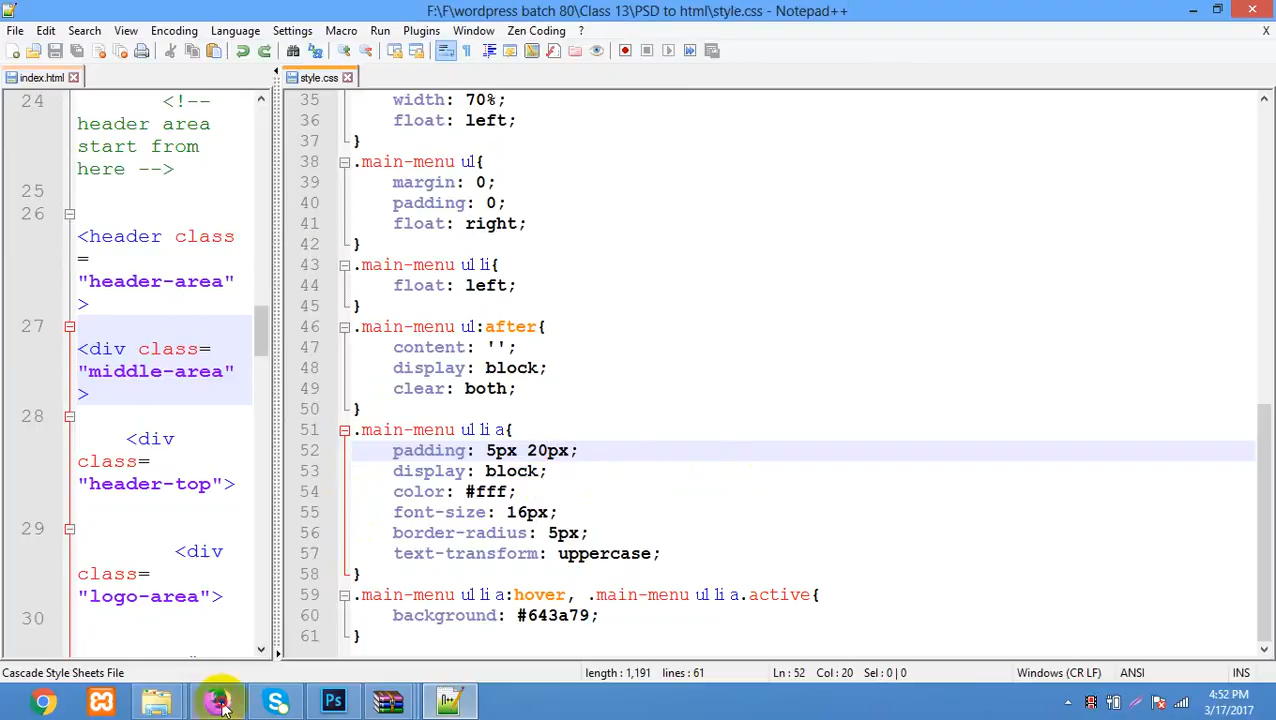 F:\F\wordpress batch 80\Class 13\PSD to html\style.css - Notepad++
File Edit Search View Encoding Language Settings Macro Run Plugins Window Zen Coding ? X
index.html
style.css
24 <!--
header area
start from
here -->
25
26
<header class
=
"header-area"
>
27
<div class=
"middle-area"
>
28
<div
class=
"header-top">
29
<div
class=
"logo-area">
30
35 width: 70%;
36 float: left;
37 }
38 .main-menu ul{
39 margin: 0;
40 padding: 0;
41 float: right;
42 }
43 .main-menu ul li{
44 float: left;
45 }
46 .main-menu ul:after{
47 content: '';
48 display: block;
49 clear: both;
50 }
51 .main-menu ul li a{
52 padding: 5px 20px;
53 display: block;
54 color: #fff;
55 font-size: 16px;
56 border-radius: 5px;
57 text-transform: uppercase;
58 }
59 .main-menu ul li a:hover, .main-menu ul li a.active{
60 background: #643a79;
61 }
Cascade Style Sheets File length : 1,191 lines : 61 Ln : 52 Col : 20 Sel : 0 | 0 Windows (CR LF) ANSI INS
Ps
4:52 PM
3/17/2017